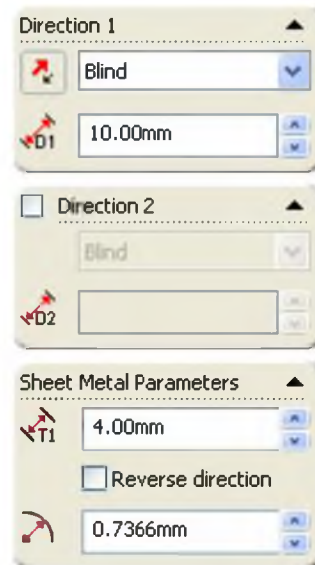 Direction 1
Blind
D1 10.00mm
Direction 2
Blind
D2
Sheet Metal Parameters
T1 4.00mm
Reverse direction
0.7366mm